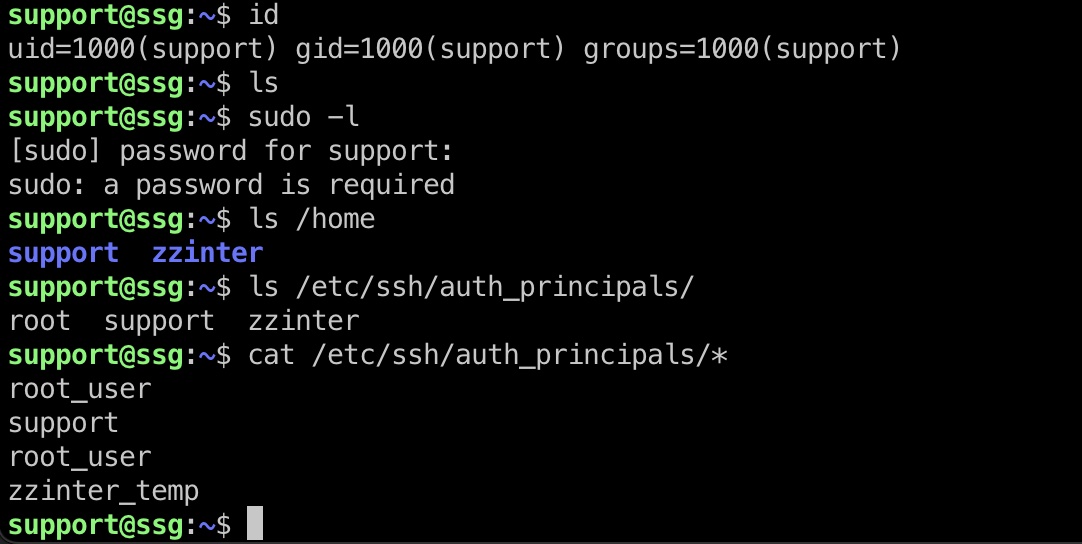 support@ssg:~$ id
uid=1000(support) gid=1000(support) groups=1000(support)
support@ssg:~$ ls
support@ssg:~$ sudo -l
[sudo] password for support:
sudo: a password is required
support@ssg:~$ ls /home
support  zzinter
support@ssg:~$ ls /etc/ssh/auth_principals/
root  support  zzinter
support@ssg:~$ cat /etc/ssh/auth_principals/*
root_user
support
root_user
zzinter_temp
support@ssg:~$